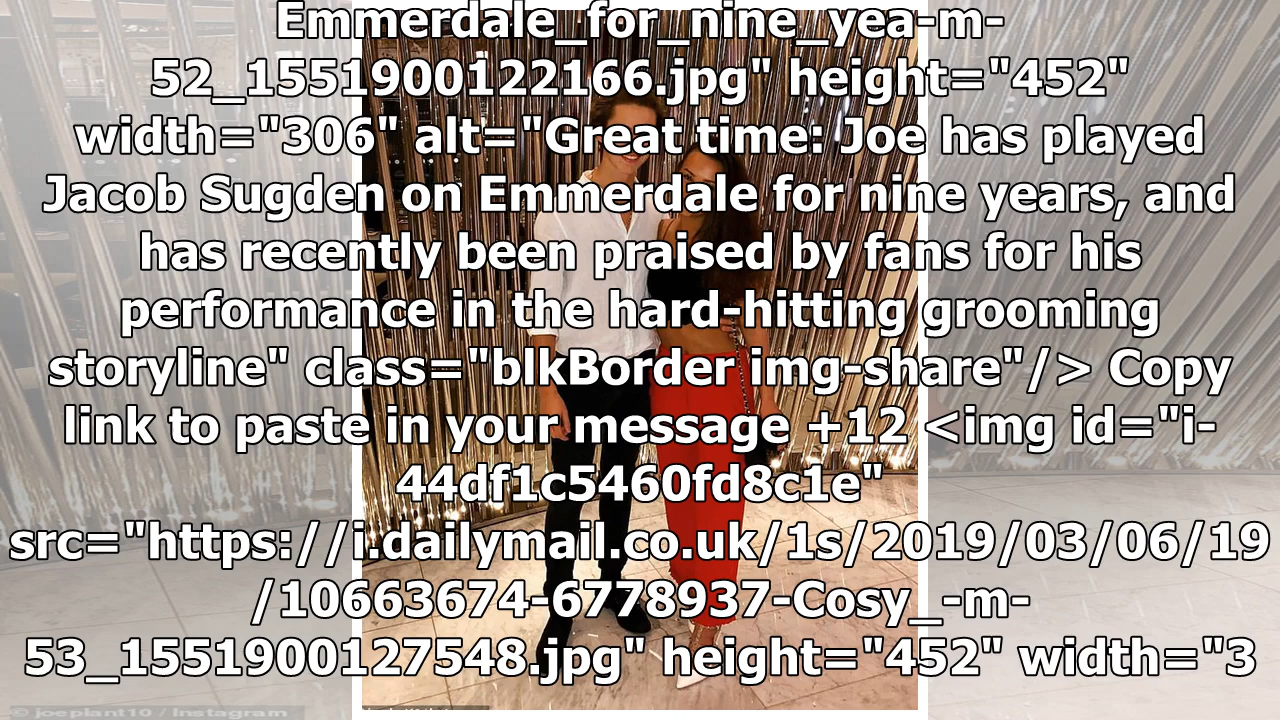 Emmerdale_for_nine_yea-m-
52_1551900122166.jpg" height="452"
width="306" alt="Great time: Joe has played
Jacob Sugden on Emmerdale for nine years, and
has recently been praised by fans for his
performance in the hard-hitting grooming
storyline" class="blkBorder img-share"/> Copy
link to paste in your message +12 <img id="i-
44df1c5460fd8c1e"
src="https://i.dailymail.co.uk/1s/2019/03/06/19
/10663674-6778937-Cosy_-m-
53_1551900127548.jpg" height="452" width="3
© joeplant10 / Instagram